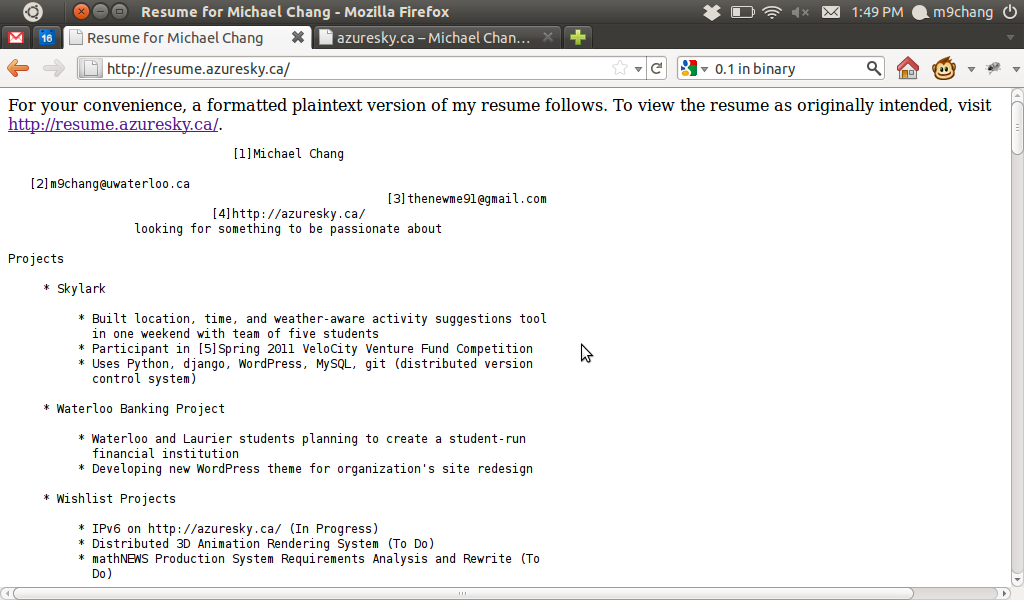 Resume for Michael Chang - Mozilla Firefox
1:49 PM m9chang
16 Resume for Michael Chang azuresky.ca – Michael Chan...
http://resume.azuresky.ca/ 0.1 in binary
For your convenience, a formatted plaintext version of my resume follows. To view the resume as originally intended, visit
http://resume.azuresky.ca/.
[1]Michael Chang
[2]m9chang@uwaterloo.ca
[3]thenewme91@gmail.com
[4]http://azuresky.ca/
looking for something to be passionate about
Projects
* Skylark
* Built location, time, and weather-aware activity suggestions tool
in one weekend with team of five students
* Participant in [5]Spring 2011 VeloCity Venture Fund Competition
* Uses Python, django, WordPress, MySQL, git (distributed version
control system)
* Waterloo Banking Project
* Waterloo and Laurier students planning to create a student-run
financial institution
* Developing new WordPress theme for organization's site redesign
* Wishlist Projects
* IPv6 on http://azuresky.ca/ (In Progress)
* Distributed 3D Animation Rendering System (To Do)
* mathNEWS Production System Requirements Analysis and Rewrite (To
Do)